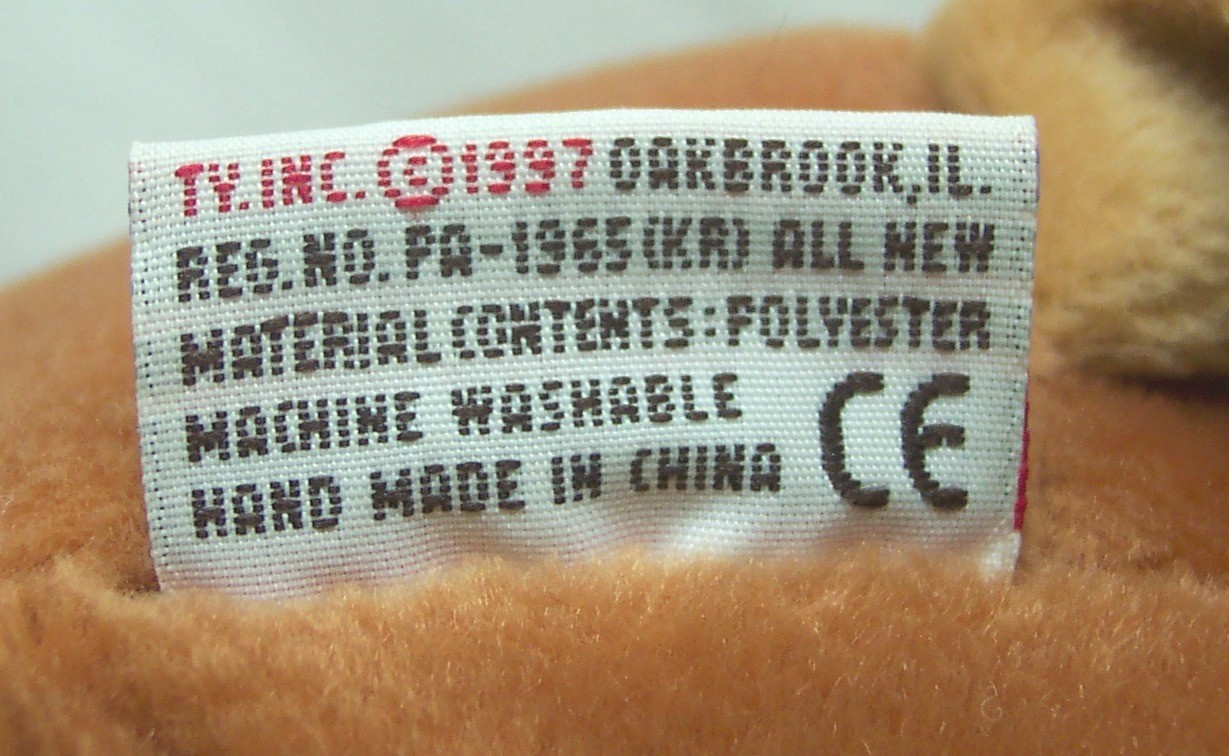 TY.INC.©1997 OAKBROOK,IL.
REG.NO.PA-1965(KR) ALL NEW
MATERIAL CONTENTS:POLYESTER
MACHINE WASHABLE
HAND MADE IN CHINA
CE